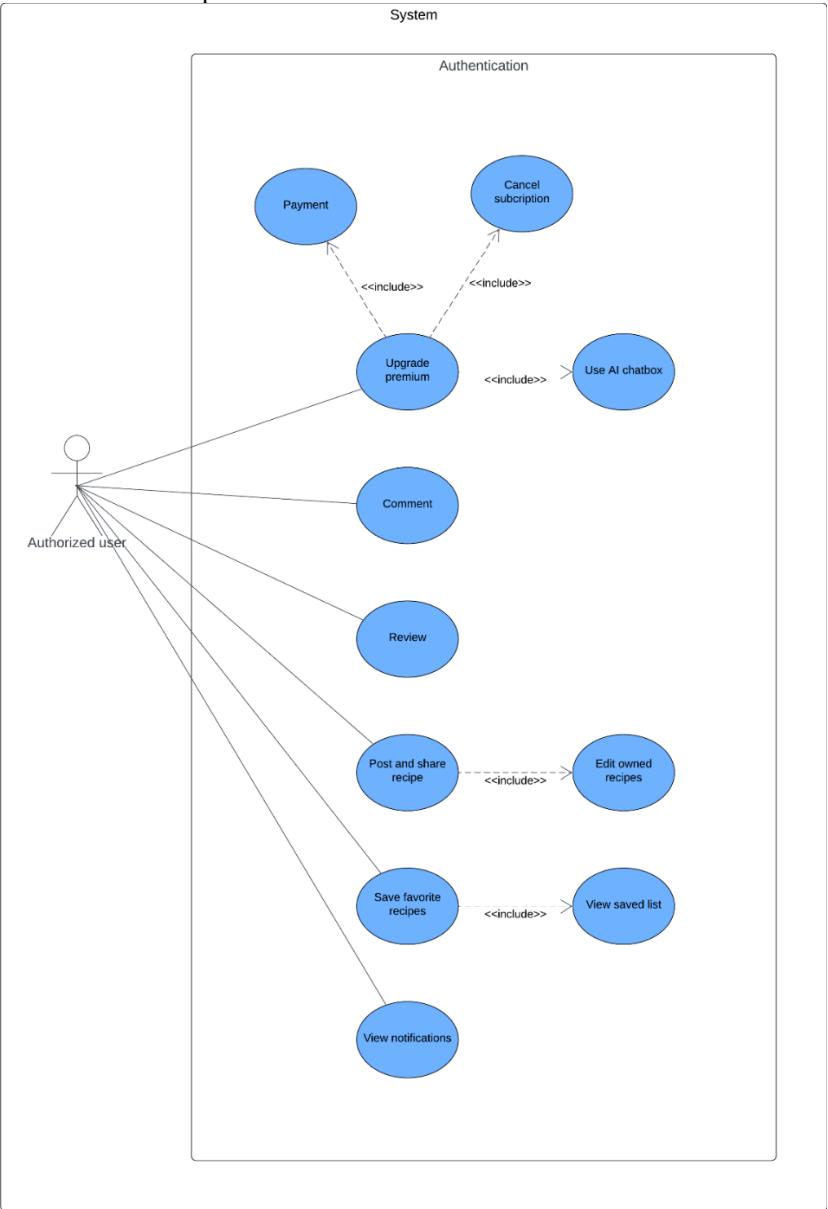 System
Authentication
Payment
Cancel
subcription
<<include>>
<<include>>
Upgrade
premium
<<include>>
Use AI chatbox
Comment
Authorized user
Review
Post and share
recipe
<<include>>
Edit owned
recipes
Save favorite
recipes
<<include>>
View saved list
View notifications